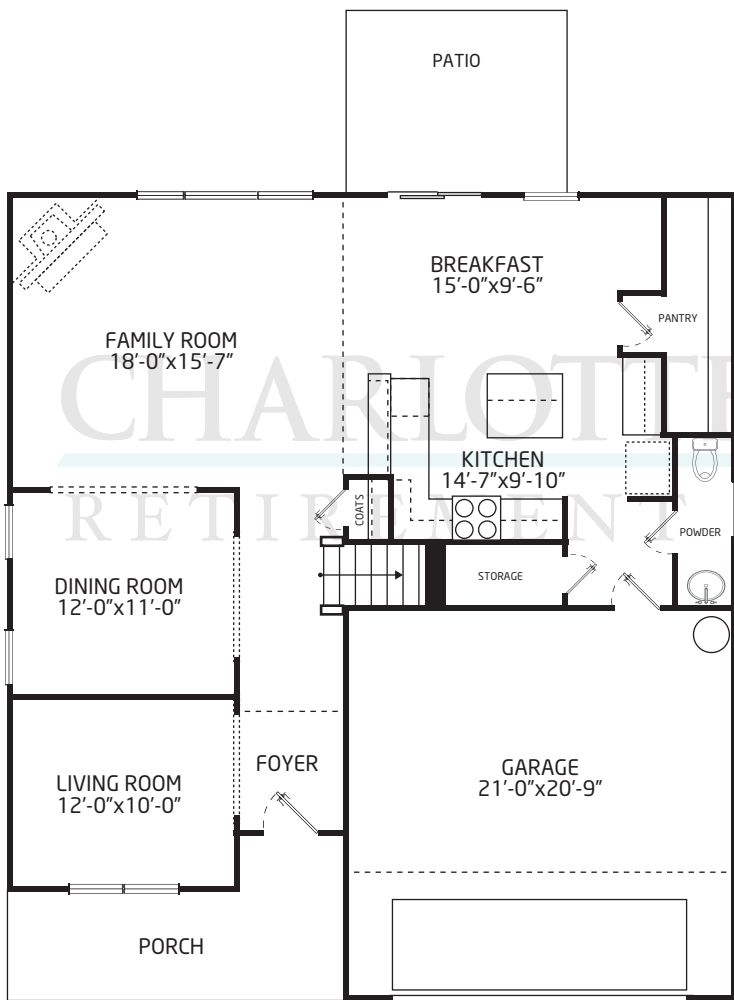 PATIO
BREAKFAST
15'-0"x9'-6"
PANTRY
FAMILY ROOM
18'-0"x15'-7"
CHARLOTTE
KITCHEN
14'-7"x9'-10"
COATS
RETIREMENT
POWDER
STORAGE
DINING ROOM
12'-0"x11'-0"
FOYER
GARAGE
21'-0"x20'-9"
LIVING ROOM
12'-0"x10'-0"
PORCH